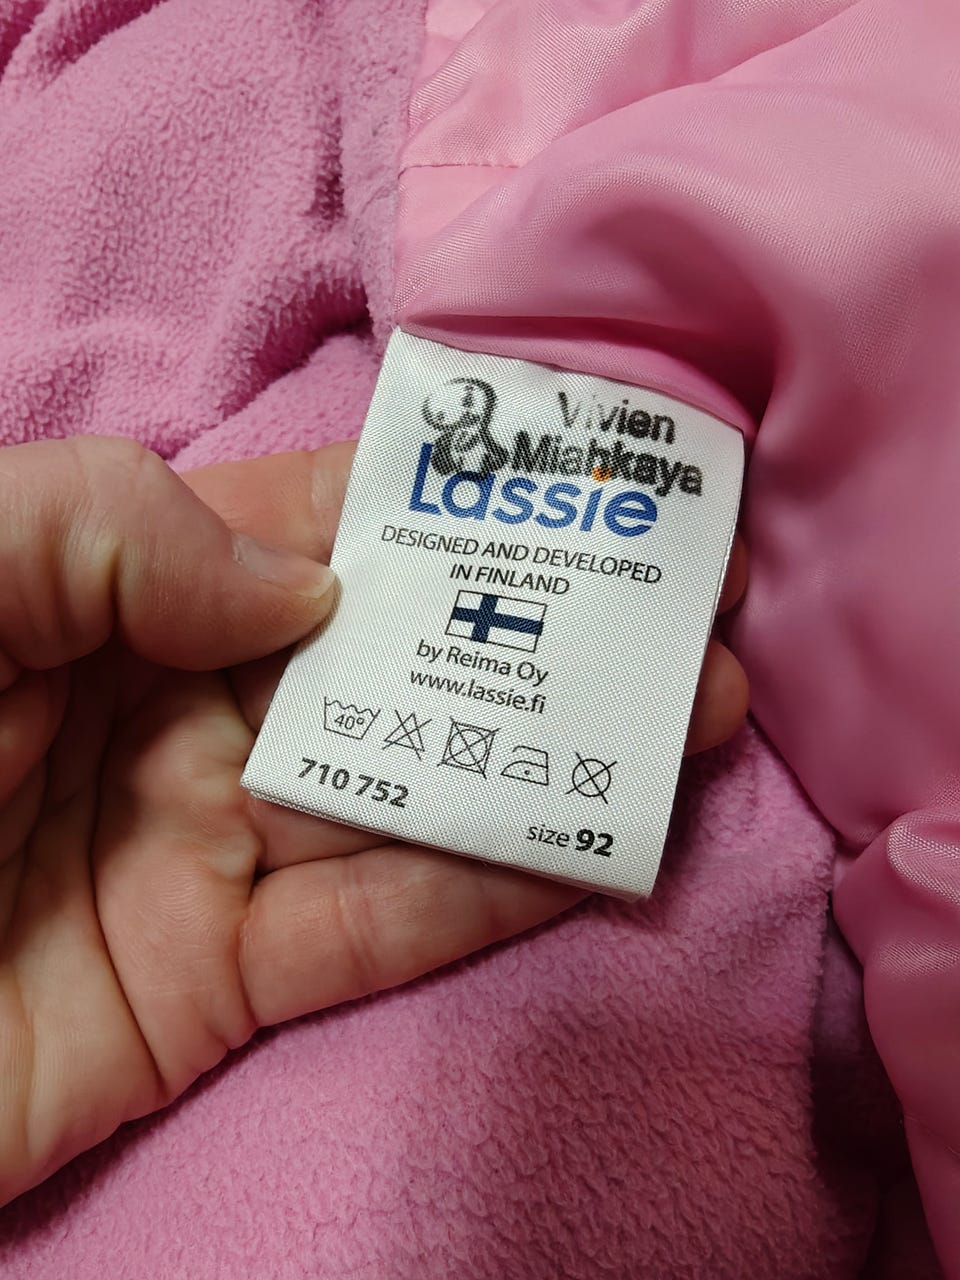 Vivien
Miahkaya
Lassie
DESIGNED AND DEVELOPED
IN FINLAND
by Reima Oy
www.lassie.fi
40°
710 752
size 92